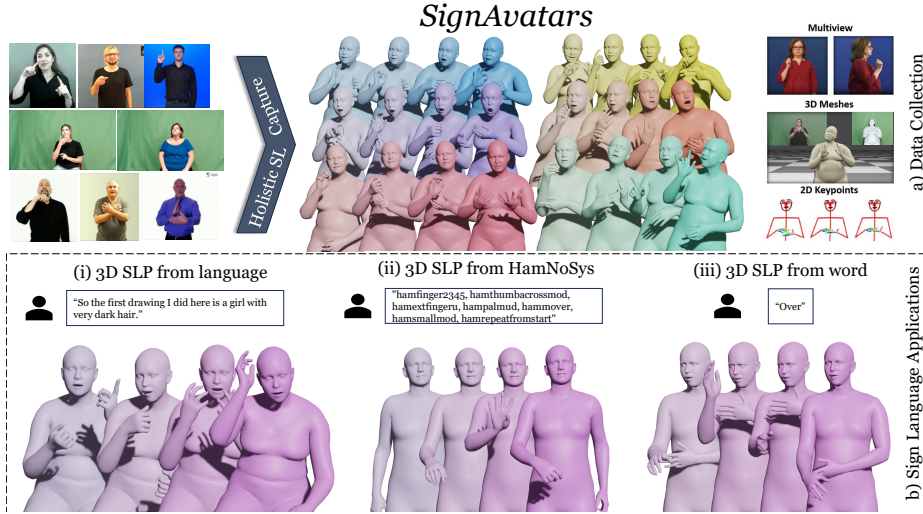 SignAvatars
Holistic SL Capture
Multiview
3D Meshes
2D Keypoints
a) Data Collection
(i) 3D SLP from language
"So the first drawing I did here is a girl with
very dark hair."
(ii) 3D SLP from HamNoSys
"hamfinger2345, hamthumbacrossmod,
hamextfingeru, hampalmud, hammover,
hamsmallmod, hamrepeatfromstart"
(iii) 3D SLP from word
"Over"
b) Sign Language Applications